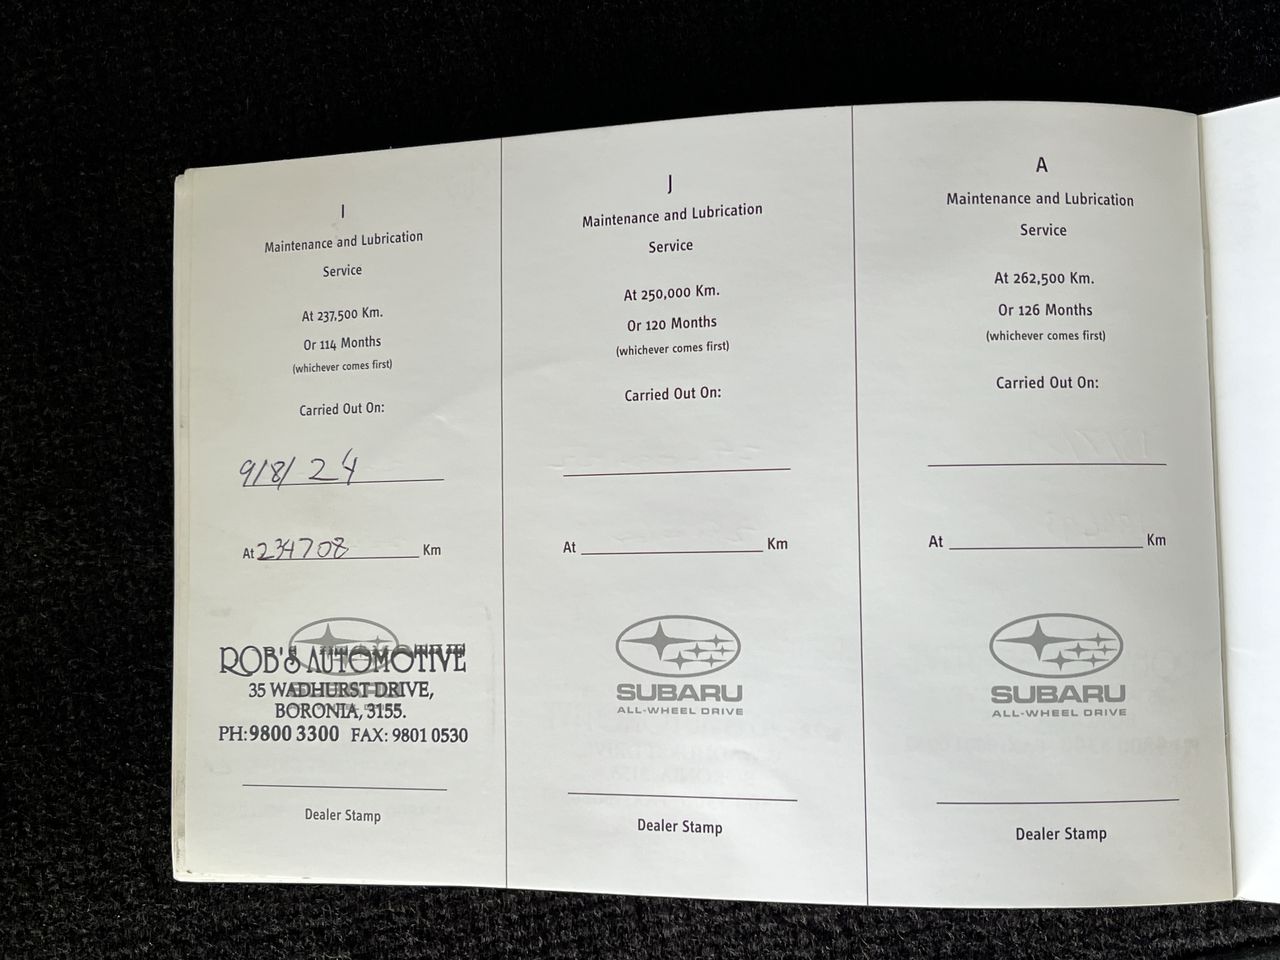 I
Maintenance and Lubrication
Service
At 237,500 Km.
Or 114 Months
(whichever comes first)
Carried Out On:
9/8/24
At 234708 Km
ROB'S AUTOMOTIVE
35 WADHURST DRIVE,
BORONIA, 3155.
PH: 9800 3300 FAX: 9801 0530
Dealer Stamp
J
Maintenance and Lubrication
Service
At 250,000 Km.
Or 120 Months
(whichever comes first)
Carried Out On:
At Km
SUBARU
ALL-WHEEL DRIVE
Dealer Stamp
A
Maintenance and Lubrication
Service
At 262,500 Km.
Or 126 Months
(whichever comes first)
Carried Out On:
At Km
SUBARU
ALL-WHEEL DRIVE
Dealer Stamp